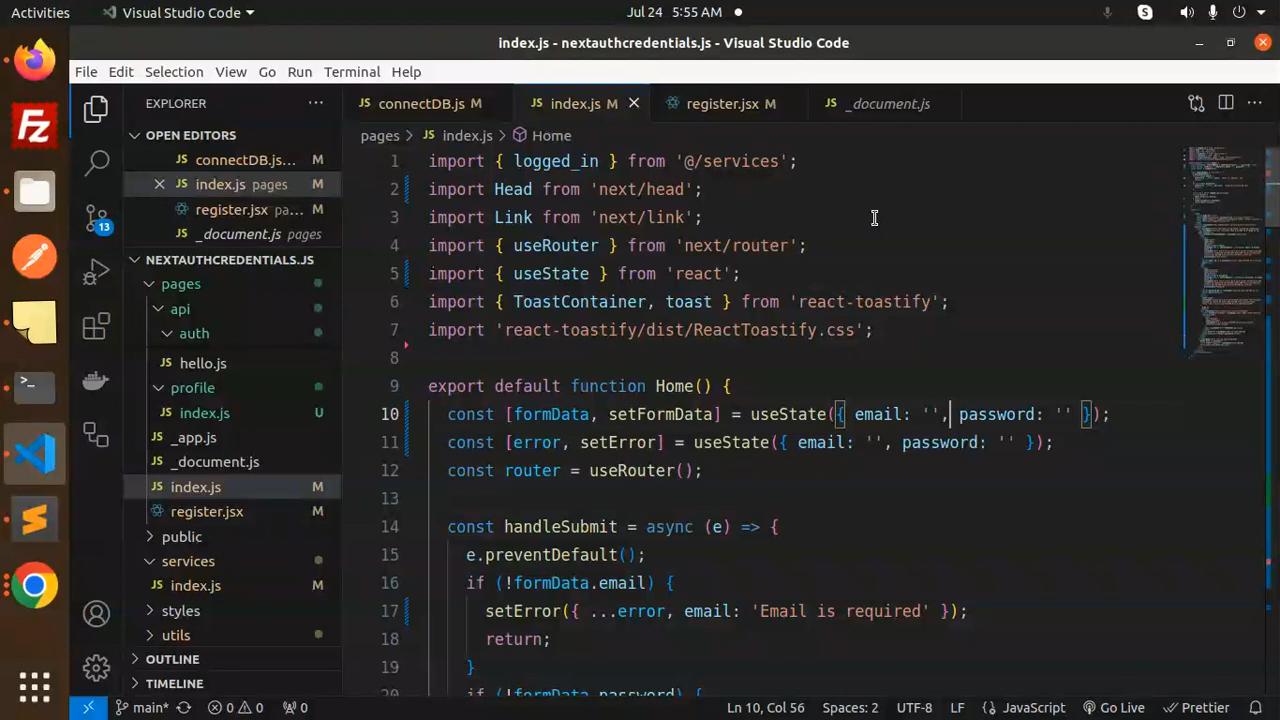 Activities Visual Studio Code Jul 24 5:55 AM
index.js - nextauthcredentials.js - Visual Studio Code
File Edit Selection View Go Run Terminal Help
EXPLORER
OPEN EDITORS
connectDB.js... M
index.js pages M
register.jsx pa... M
_document.js pages
NEXTAUTHCREDENTIALS.JS
pages
api
auth
hello.js
profile
index.js U
_app.js
_document.js
index.js M
register.jsx M
public
services
index.js M
styles
utils
OUTLINE
TIMELINE
13
connectDB.js M index.js M register.jsx M _document.js
pages index.js Home
1 import { logged_in } from '@/services';
2 import Head from 'next/head';
3 import Link from 'next/link';
4 import { useRouter } from 'next/router';
5 import { useState } from 'react';
6 import { ToastContainer, toast } from 'react-toastify';
7 import 'react-toastify/dist/ReactToastify.css';
8
9 export default function Home() {
10 const [formData, setFormData] = useState({ email: '', password: '' });
11 const [error, setError] = useState({ email: '', password: '' });
12 const router = useRouter();
13
14 const handleSubmit = async (e) => {
15 e.preventDefault();
16 if (!formData.email) {
17 setError({ ...error, email: 'Email is required' });
18 return;
19 }
20 if (!formData.password) {
main* 0 0 0 Ln 10, Col 56 Spaces: 2 UTF-8 LF JavaScript Go Live Prettier